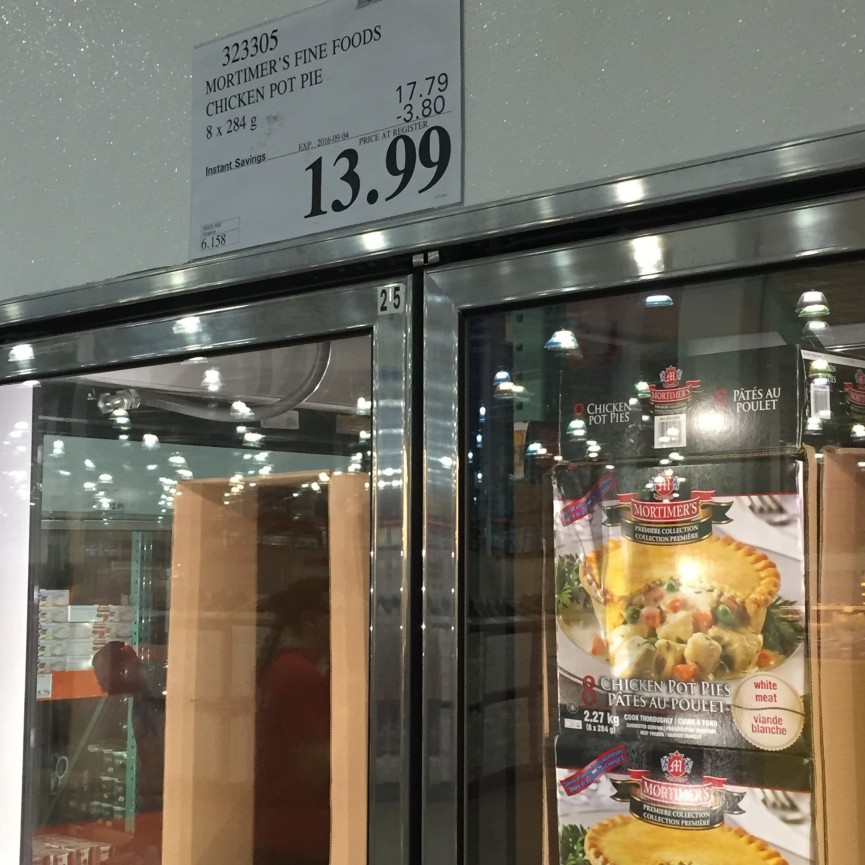 323305
MORTIMER'S FINE FOODS
CHICKEN POT PIE
8 x 284 g
17.79
-3.80
EXP. 2016-09-04 PRICE AT REGISTER
Instant Savings
13.99
6.158
25
8 CHICKEN POT PIES
M
MORTIMER'S
8 PÂTÉS AU POULET
M
MORTIMER'S
PREMIERE COLLECTION
COLLECTION PREMIÈRE
8 CHICKEN POT PIES
PÂTÉS AU POULET
white meat
viande blanche
2.27 kg
(8 x 284 g)
COOK THOROUGHLY / CUIRE À FOND
M
MORTIMER'S
PREMIERE COLLECTION
COLLECTION PREMIÈRE